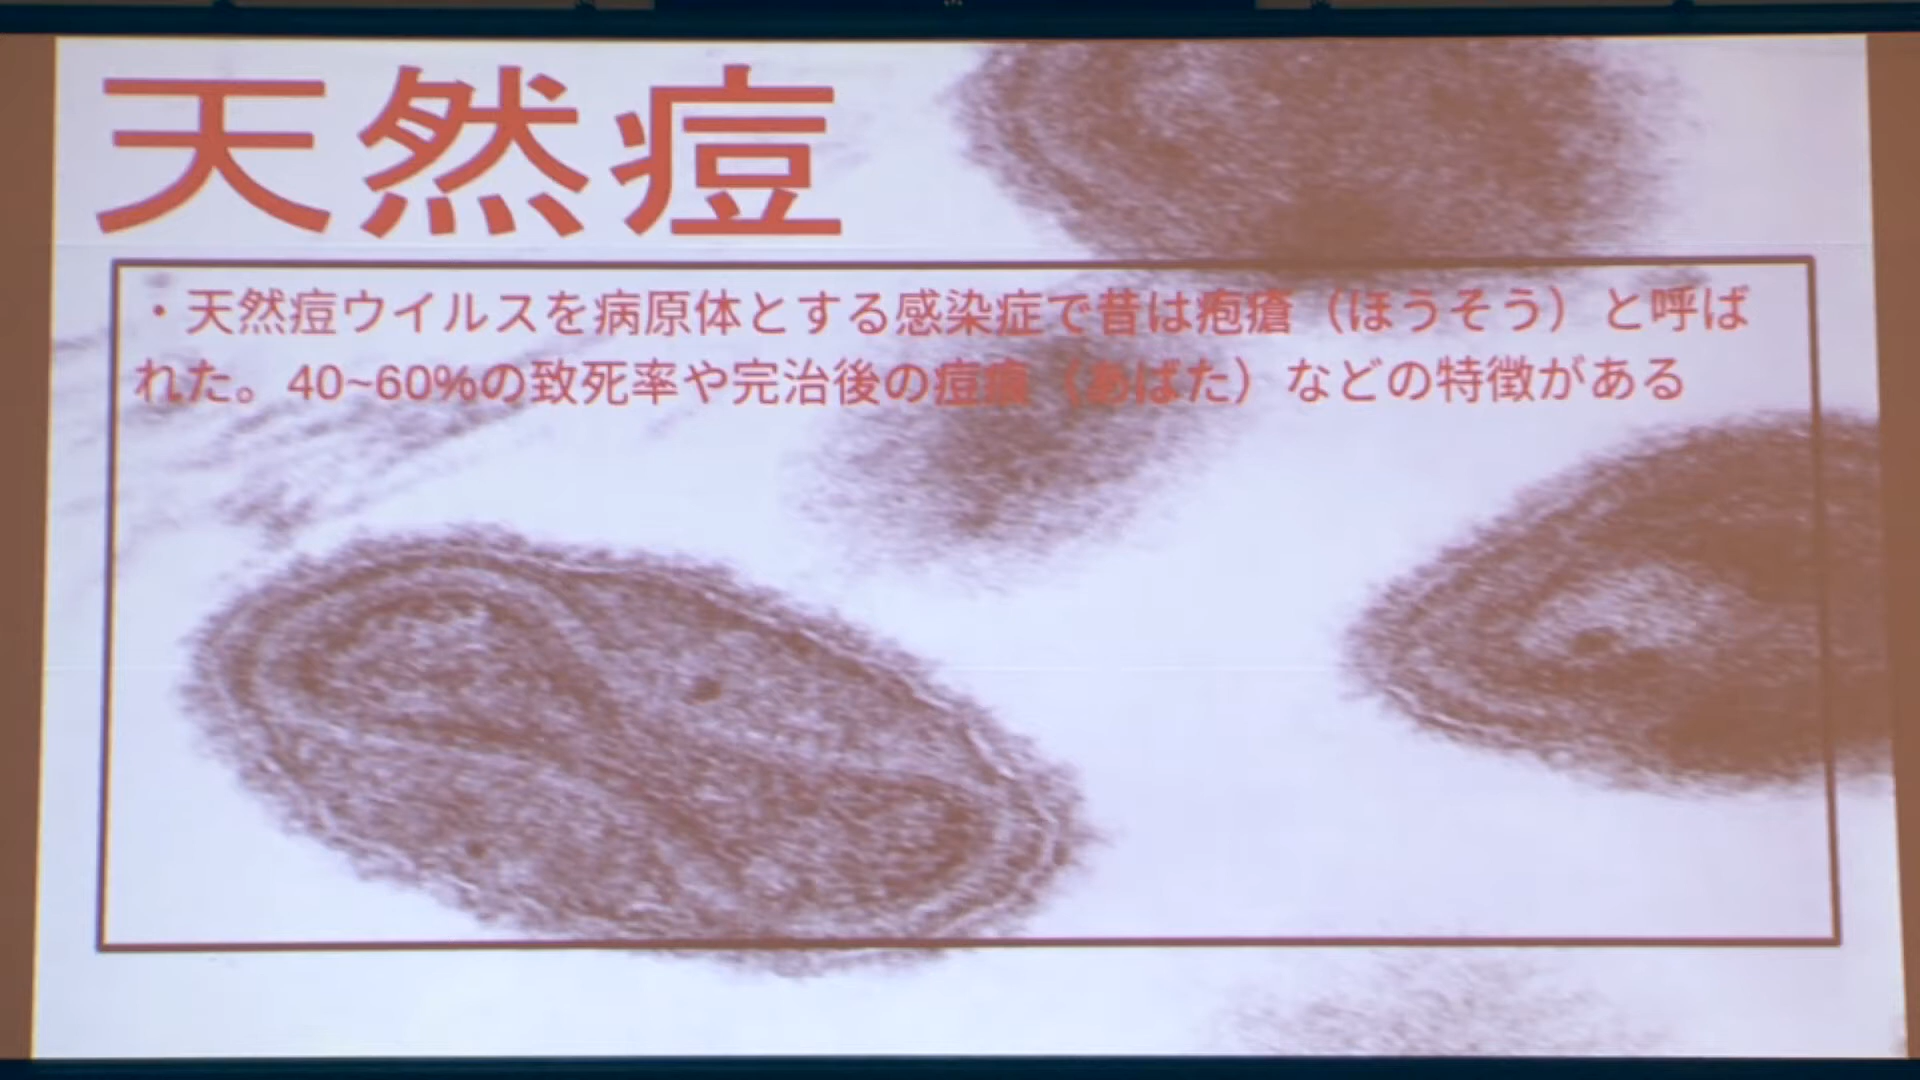 天然痘
・天然痘ウイルスを病原体とする感染症で昔は疱瘡（ほうそう）と呼ば
れた。40~60%の致死率や完治後の痘痕（あばた）などの特徴がある